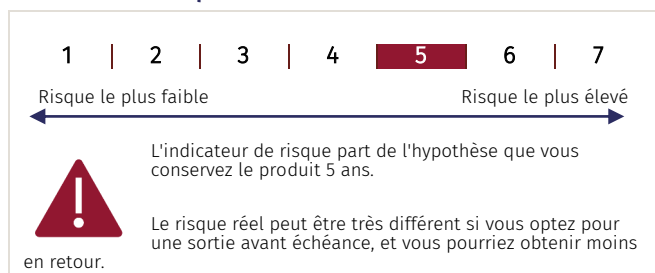 1 | 2 | 3 | 4 5 6 | 7
Risque le plus faible Risque le plus élevé
L'indicateur de risque part de l'hypothèse que vous
conservez le produit 5 ans.
Le risque réel peut être très différent si vous optez pour
une sortie avant échéance, et vous pourriez obtenir moins
en retour.